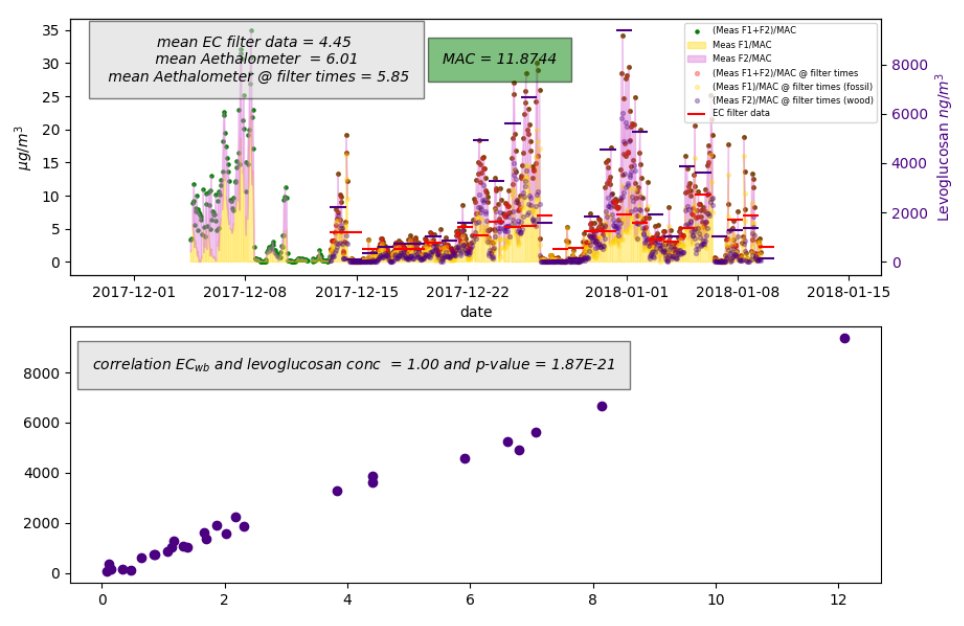 mean EC filter data = 4.45
mean Aethalometer  = 6.01
mean Aethalometer @ filter times = 5.85
MAC = 11.8744
(Meas F1+F2)/MAC
Meas F1/MAC
Meas F2/MAC
(Meas F1+F2)/MAC @ filter times
(Meas F1)/MAC @ filter times (fossil)
(Meas F2)/MAC @ filter times (wood)
EC filter data
35
30
25
20
15
10
5
0
μg/m³
8000
6000
4000
2000
0
Levoglucosan ng/m³
2017-12-01 2017-12-08 2017-12-15 2017-12-22 2018-01-01 2018-01-08 2018-01-15
date
correlation EC_wb and levoglucosan conc  = 1.00 and p-value = 1.87E-21
8000
6000
4000
2000
0
0 2 4 6 8 10 12